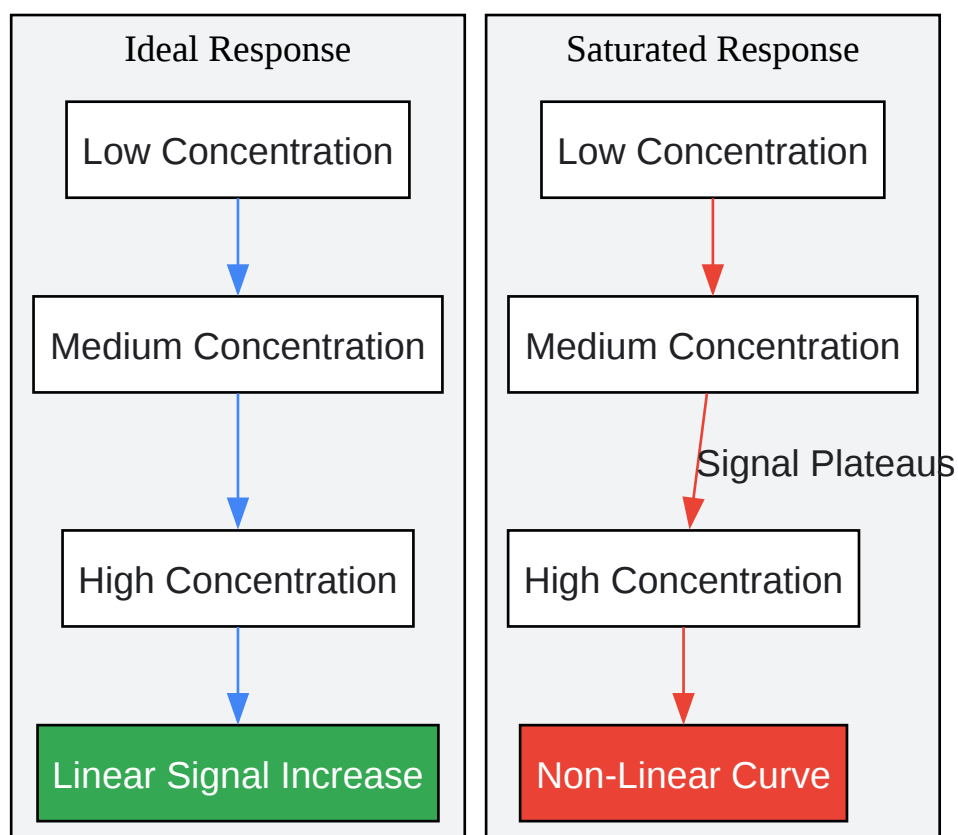 Ideal Response
Low Concentration
Medium Concentration
High Concentration
Linear Signal Increase
Saturated Response
Low Concentration
Medium Concentration
Signal Plateaus
High Concentration
Non-Linear Curve